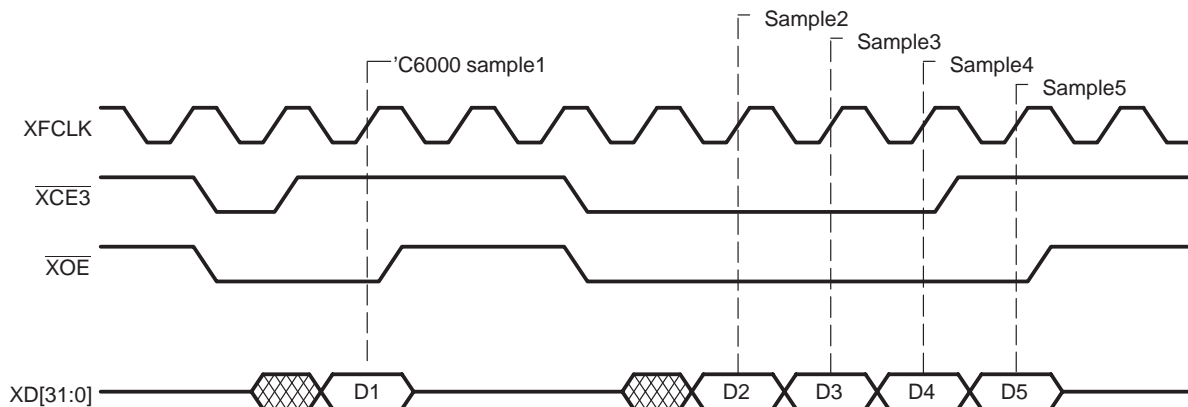 Sample2
Sample3
'C6000 sample1
Sample4
Sample5
XFCLK
XCE3
XOE
XD[31:0]
D1
D2
D3
D4
D5